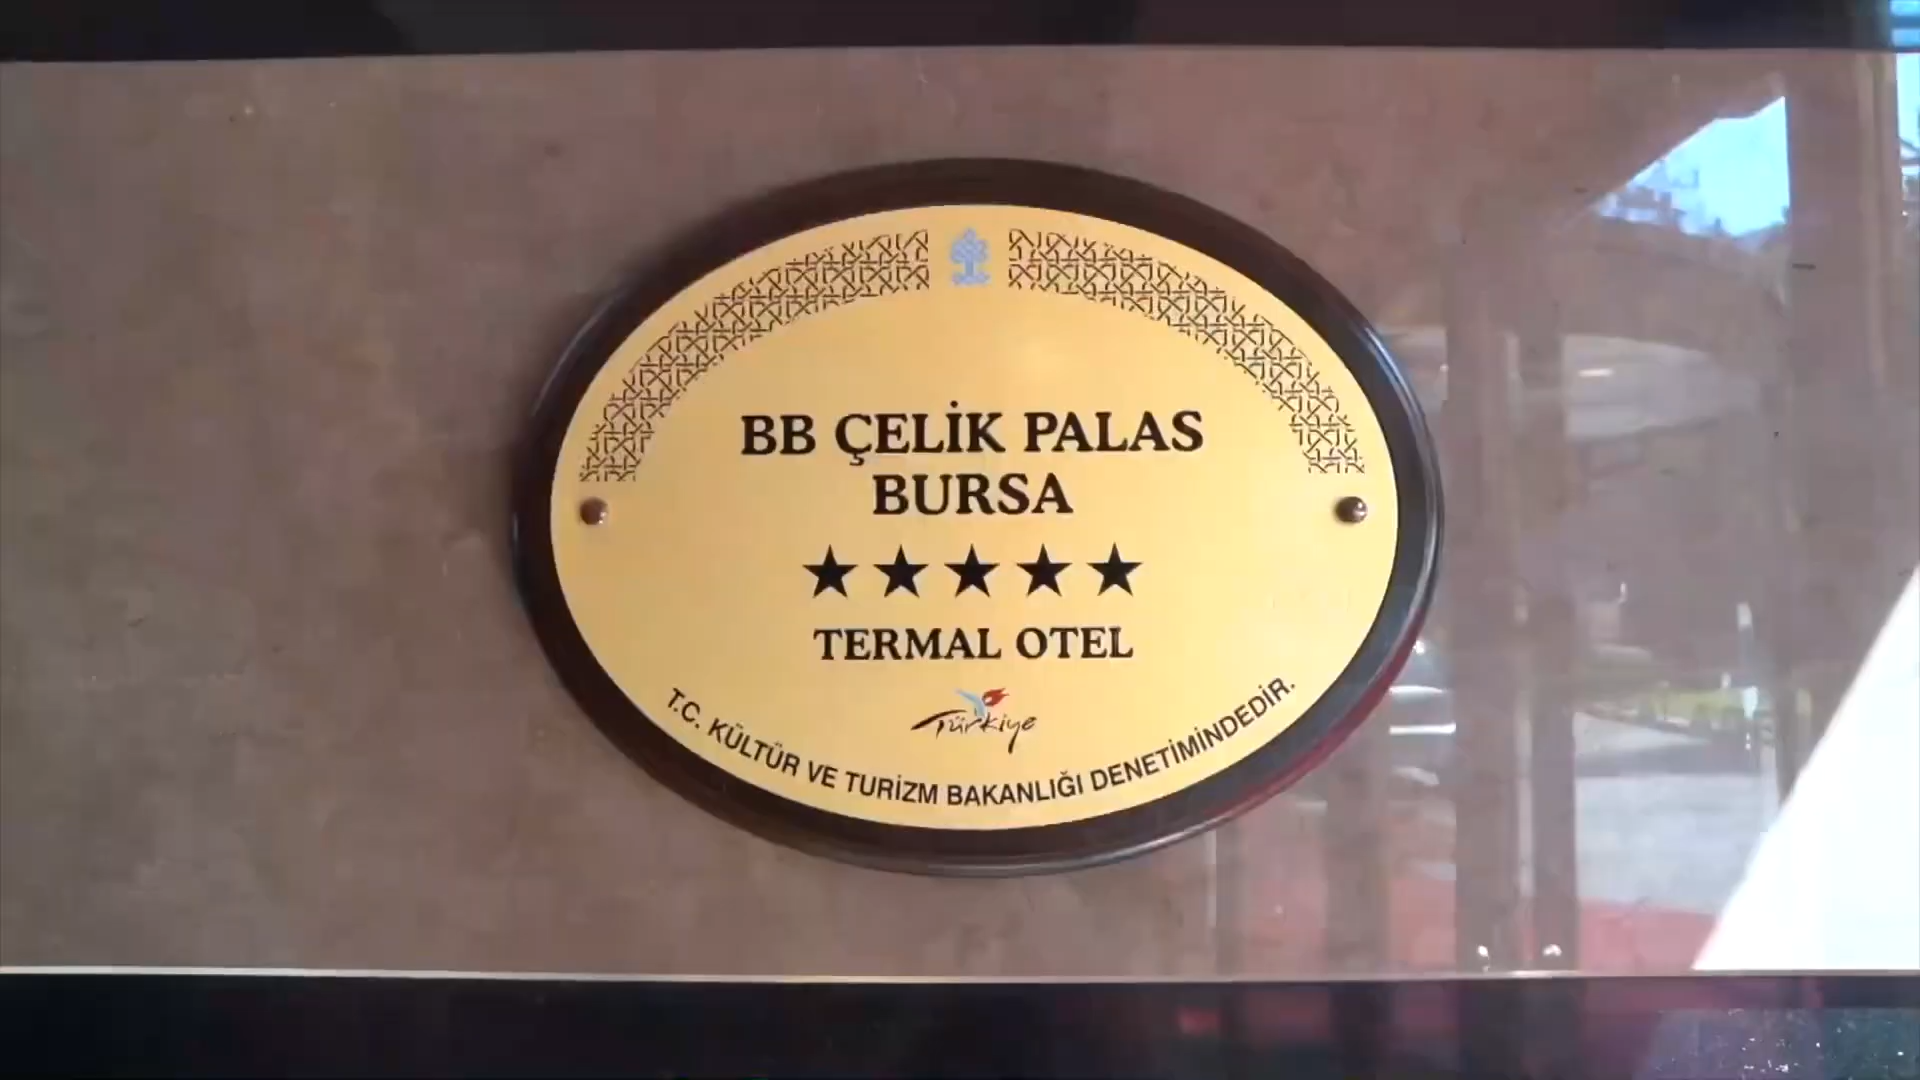 BB ÇELİK PALAS
BURSA
★★★★★
TERMAL OTEL
Türkiye
T.C. KÜLTÜR VE TURİZM BAKANLIĞI DENETİMİNDEDİR.